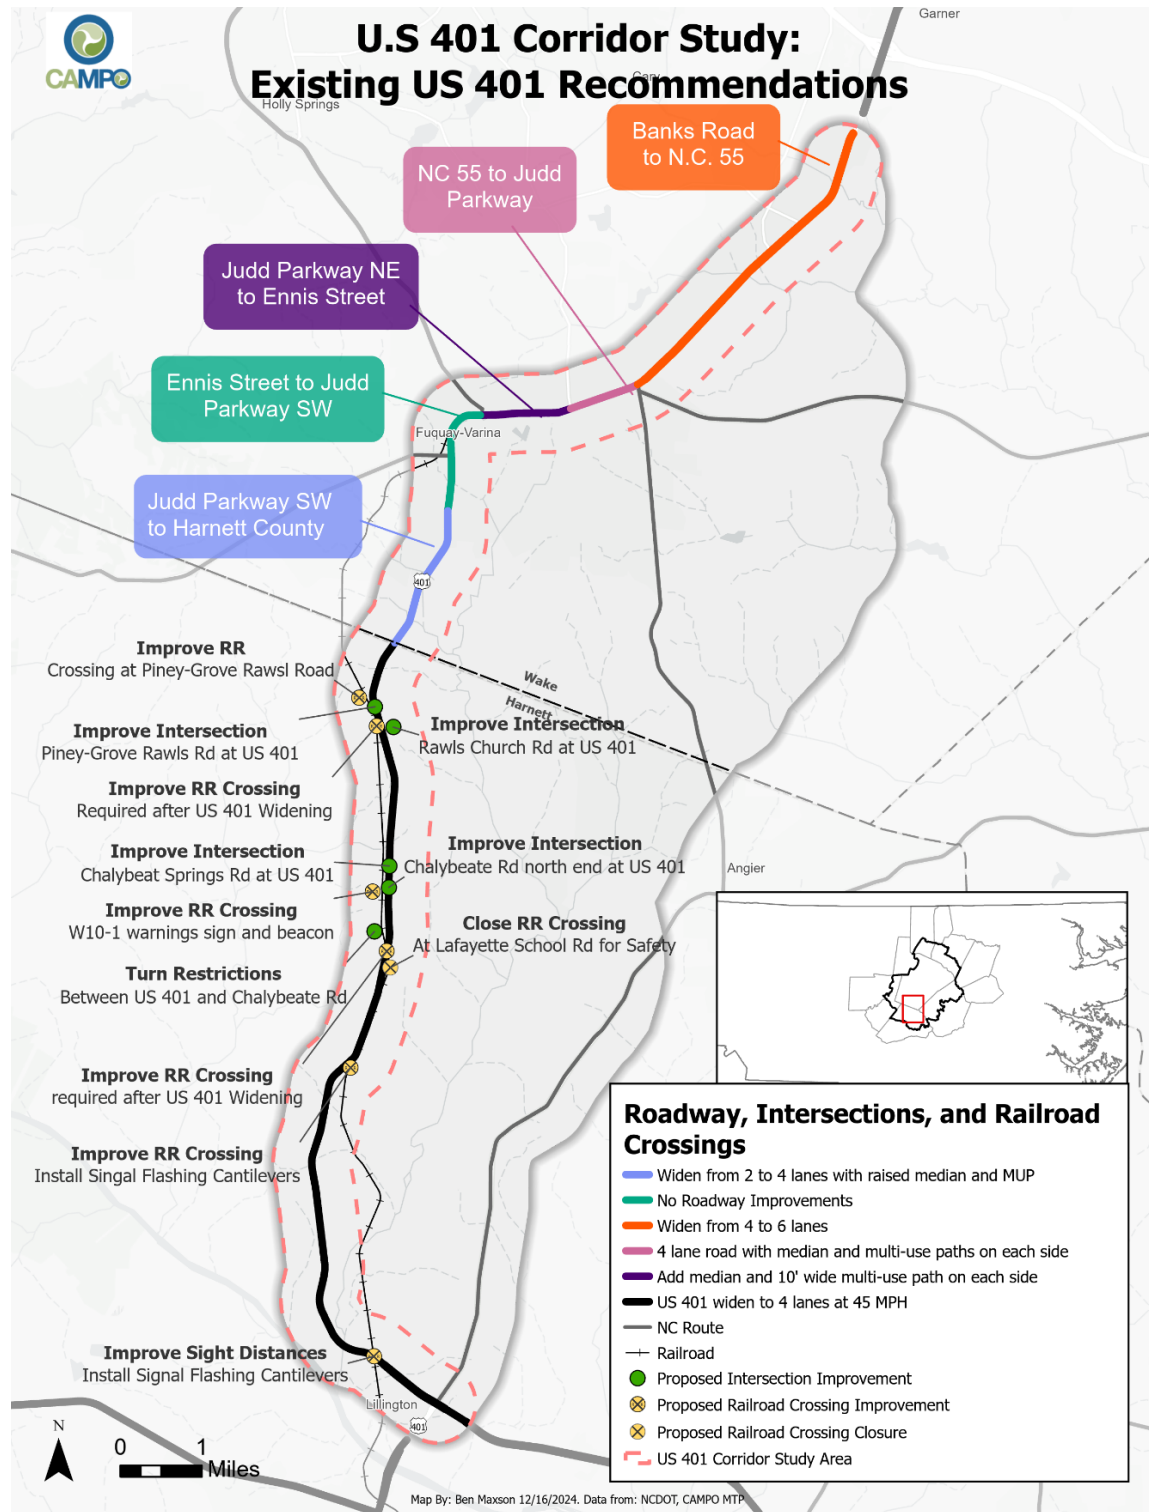 U.S 401 Corridor Study:
Existing US 401 Recommendations
CAMPO
Garner
Cary
Holly Springs
Banks Road
to N.C. 55
NC 55 to Judd
Parkway
Judd Parkway NE
to Ennis Street
Ennis Street to Judd
Parkway SW
Fuquay-Varina
Judd Parkway SW
to Harnett County
401
Wake
Harnett
Improve RR
Crossing at Piney-Grove Rawsl Road
Improve Intersection
Piney-Grove Rawls Rd at US 401
Improve Intersection
Rawls Church Rd at US 401
Improve RR Crossing
Required after US 401 Widening
Improve Intersection
Chalybeat Springs Rd at US 401
Improve Intersection
Chalybeate Rd north end at US 401
Angier
Improve RR Crossing
W10-1 warnings sign and beacon
Close RR Crossing
At Lafayette School Rd for Safety
Turn Restrictions
Between US 401 and Chalybeate Rd
Improve RR Crossing
required after US 401 Widening
Improve RR Crossing
Install Singal Flashing Cantilevers
Improve Sight Distances
Install Signal Flashing Cantilevers
Lillington
401
Roadway, Intersections, and Railroad
Crossings
Widen from 2 to 4 lanes with raised median and MUP
No Roadway Improvements
Widen from 4 to 6 lanes
4 lane road with median and multi-use paths on each side
Add median and 10' wide multi-use path on each side
US 401 widen to 4 lanes at 45 MPH
NC Route
Railroad
Proposed Intersection Improvement
Proposed Railroad Crossing Improvement
Proposed Railroad Crossing Closure
US 401 Corridor Study Area
N
0 1
Miles
Map By: Ben Maxson 12/16/2024. Data from: NCDOT, CAMPO MTP